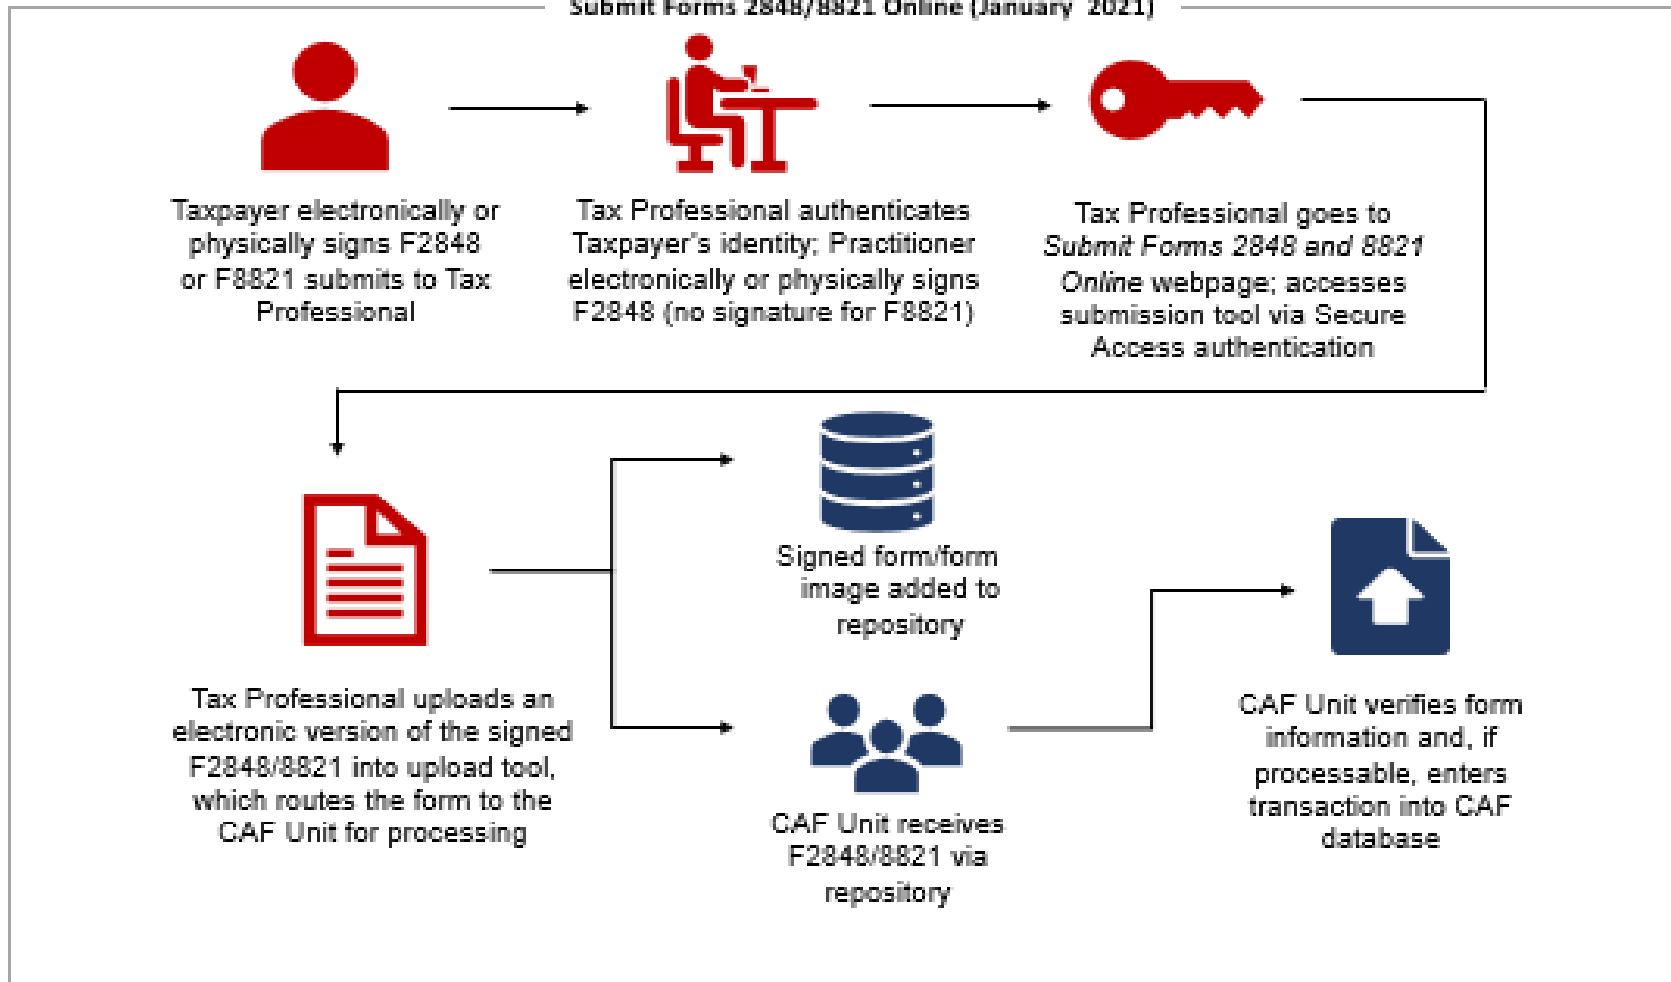 Submit Forms 2848/8821 Online (January 2021)
Taxpayer electronically or
physically signs F2848
or F8821 submits to Tax
Professional
Tax Professional authenticates
Taxpayer's identity; Practitioner
electronically or physically signs
F2848 (no signature for F8821)
Tax Professional goes to
Submit Forms 2848 and 8821
Online webpage; accesses
submission tool via Secure
Access authentication
Tax Professional uploads an
electronic version of the signed
F2848/8821 into upload tool,
which routes the form to the
CAF Unit for processing
Signed form/form
image added to
repository
CAF Unit receives
F2848/8821 via
repository
CAF Unit verifies form
information and, if
processable, enters
transaction into CAF
database